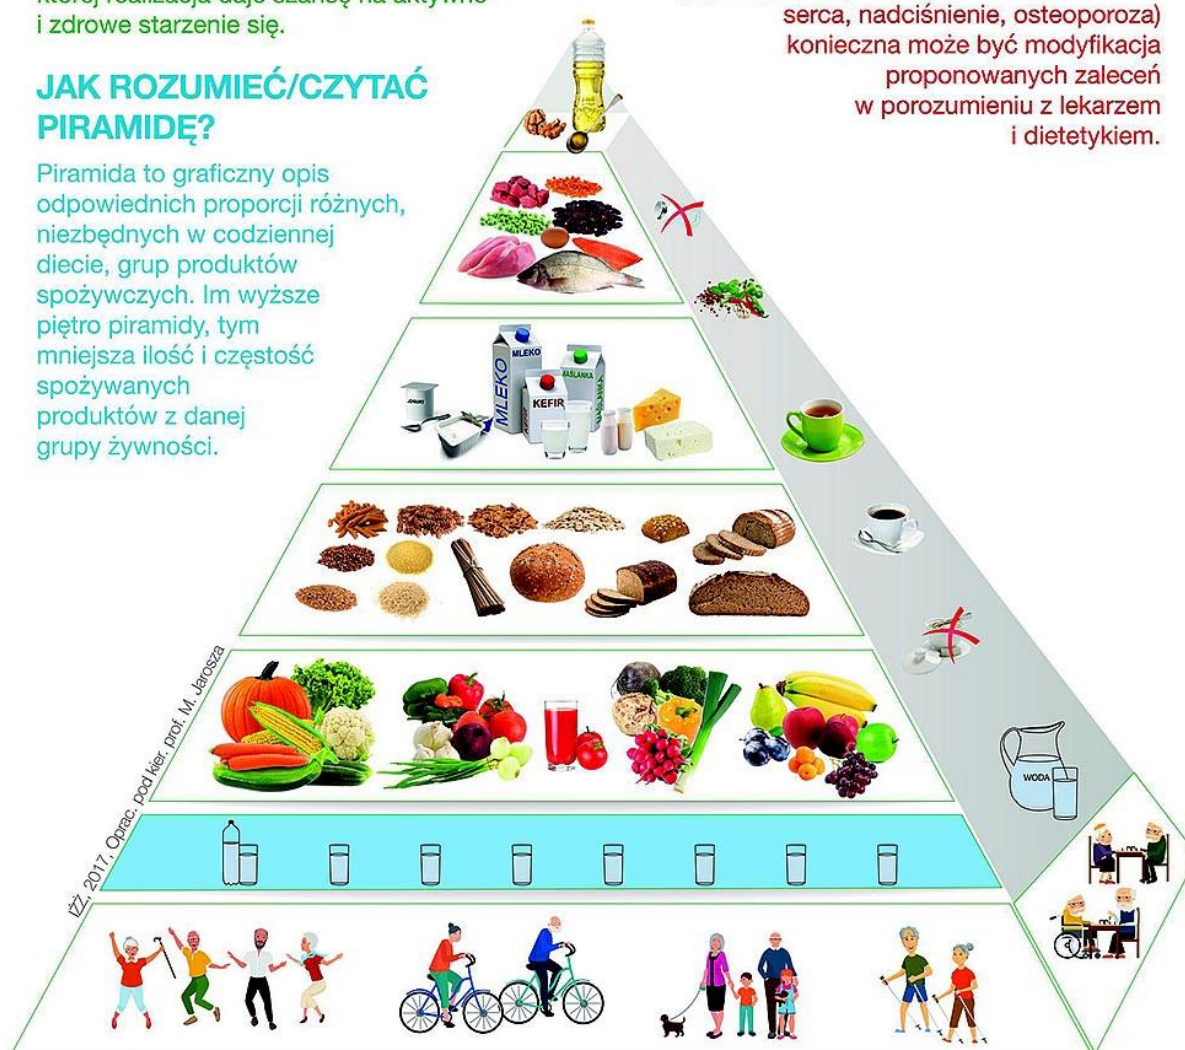 i zdrowe starzenie się.
serca, nadciśnienie, osteoporoza)
konieczna może być modyfikacja
proponowanych zaleceń
w porozumieniu z lekarzem
i dietetykiem.
JAK ROZUMIEĆ/CZYTAĆ
PIRAMIDĘ?
Piramida to graficzny opis
odpowiednich proporcji różnych,
niezbędnych w codziennej
diecie, grup produktów
spożywczych. Im wyższe
piętro piramidy, tym
mniejsza ilość i częstość
spożywanych
produktów z danej
grupy żywności.
MLEKO
MLEKO
MAŚLANKA
KEFIR
WODA
IŻŻ, 2017, Oprac. pod kier. prof. M. Jarosza